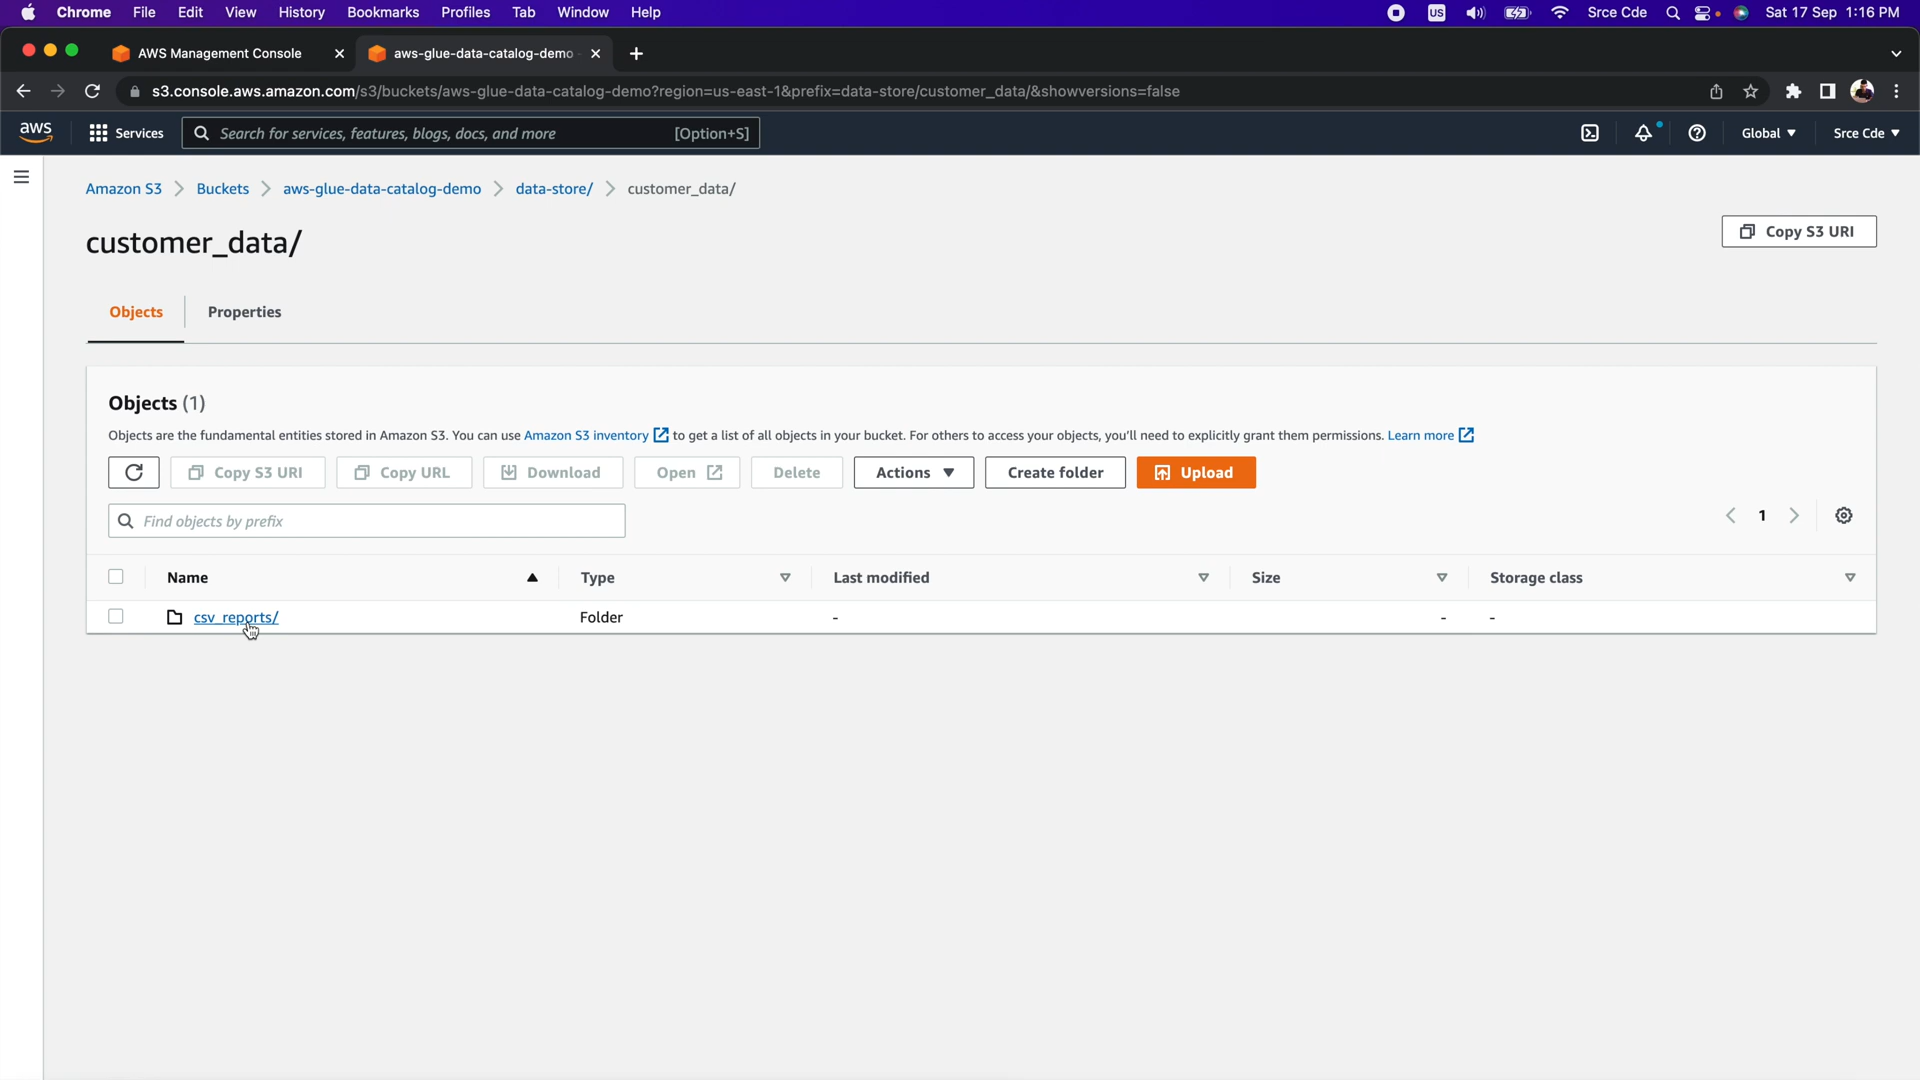 Chrome File Edit View History Bookmarks Profiles Tab Window Help US Srce Cde Sat 17 Sep 1:16 PM
AWS Management Console aws-glue-data-catalog-demo
s3.console.aws.amazon.com/s3/buckets/aws-glue-data-catalog-demo?region=us-east-1&prefix=data-store/customer_data/&showversions=false
aws Services Search for services, features, blogs, docs, and more [Option+S] Global Srce Cde
Amazon S3 Buckets aws-glue-data-catalog-demo data-store/ customer_data/
customer_data/ Copy S3 URI
Objects Properties
Objects (1)
Objects are the fundamental entities stored in Amazon S3. You can use Amazon S3 inventory to get a list of all objects in your bucket. For others to access your objects, you'll need to explicitly grant them permissions. Learn more
Copy S3 URI Copy URL Download Open Delete Actions Create folder Upload
Find objects by prefix 1
Name Type Last modified Size Storage class
csv_reports/ Folder - - -